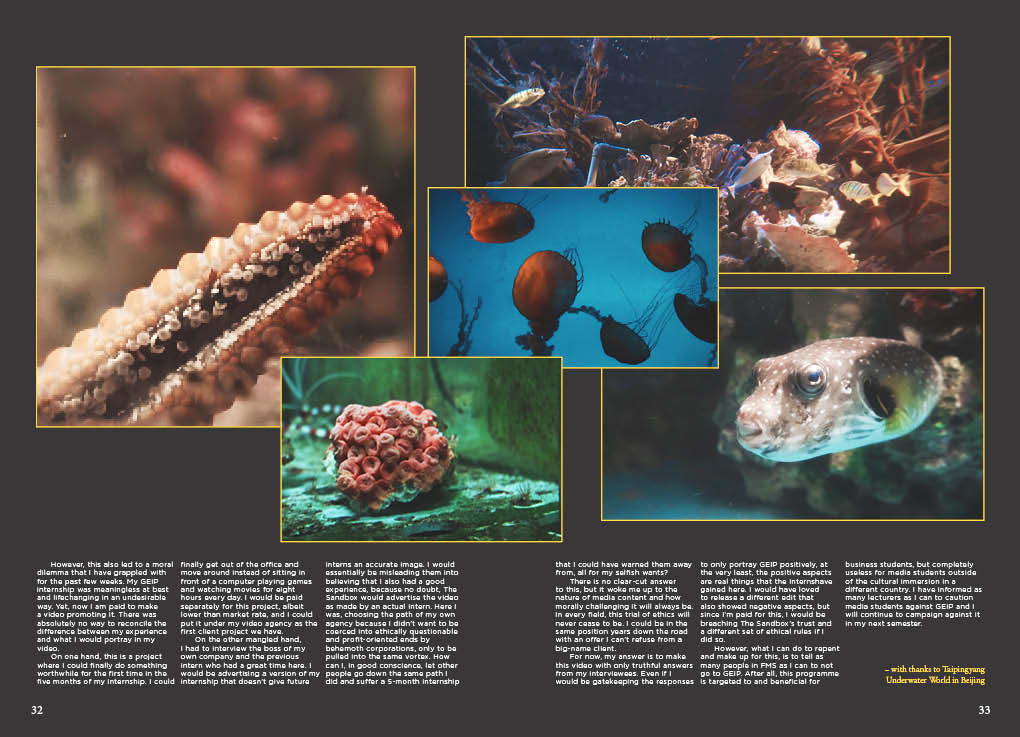 However, this also led to a moral
dilemma that I have grappled with
for the past few weeks. My GEIP
internship was meaningless at best
and lifechanging in an undesirable
way. Yet, now I am paid to make
a video promoting it. There was
absolutely no way to reconcile the
difference between my experience
and what I would portray in my
video.
On one hand, this is a project
where I could finally do something
worthwhile for the first time in the
five months of my internship. I could
finally get out of the office and
move around instead of sitting in
front of a computer playing games
and watching movies for eight
hours every day. I would be paid
separately for this project, albeit
lower than market rate, and I could
put it under my video agency as the
first client project we have.
On the other mangled hand,
I had to interview the boss of my
own company and the previous
intern who had a great time here. I
would be advertising a version of my
internship that doesn't give future
interns an accurate image. I would
essentially be misleading them into
believing that I also had a good
experience, because no doubt, The
Sandbox would advertise the video
as made by an actual intern. Here I
was, choosing the path of my own
agency because I didn't want to be
coerced into ethically questionable
and profit-oriented ends by
behemoth corporations, only to be
pulled into the same vortex. How
can I, in good conscience, let other
people go down the same path I
did and suffer a 5-month internship
that I could have warned them away
from, all for my selfish wants?
There is no clear-cut answer
to this, but it woke me up to the
nature of media content and how
morally challenging it will always be.
In every field, this trial of ethics will
never cease to be. I could be in the
same position years down the road
with an offer I can't refuse from a
big-name client.
For now, my answer is to make
this video with only truthful answers
from my interviewees. Even if I
would be gatekeeping the responses
to only portray GEIP positively, at
the very least, the positive aspects
are real things that the internshave
gained here. I would have loved
to release a different edit that
also showed negative aspects, but
since I'm paid for this, I would be
breaching The Sandbox's trust and
a different set of ethical rules if I
did so.
However, what I can do to repent
and make up for this, is to tell as
many people in FMS as I can to not
go to GEIP. After all, this programme
is targeted to and beneficial for
business students, but completely
useless for media students outside
of the cultural immersion in a
different country. I have informed as
many lecturers as I can to caution
media students against GEIP and I
will continue to campaign against it
in my next semester.
– with thanks to Taipingyang
Underwater World in Beijing
32
33